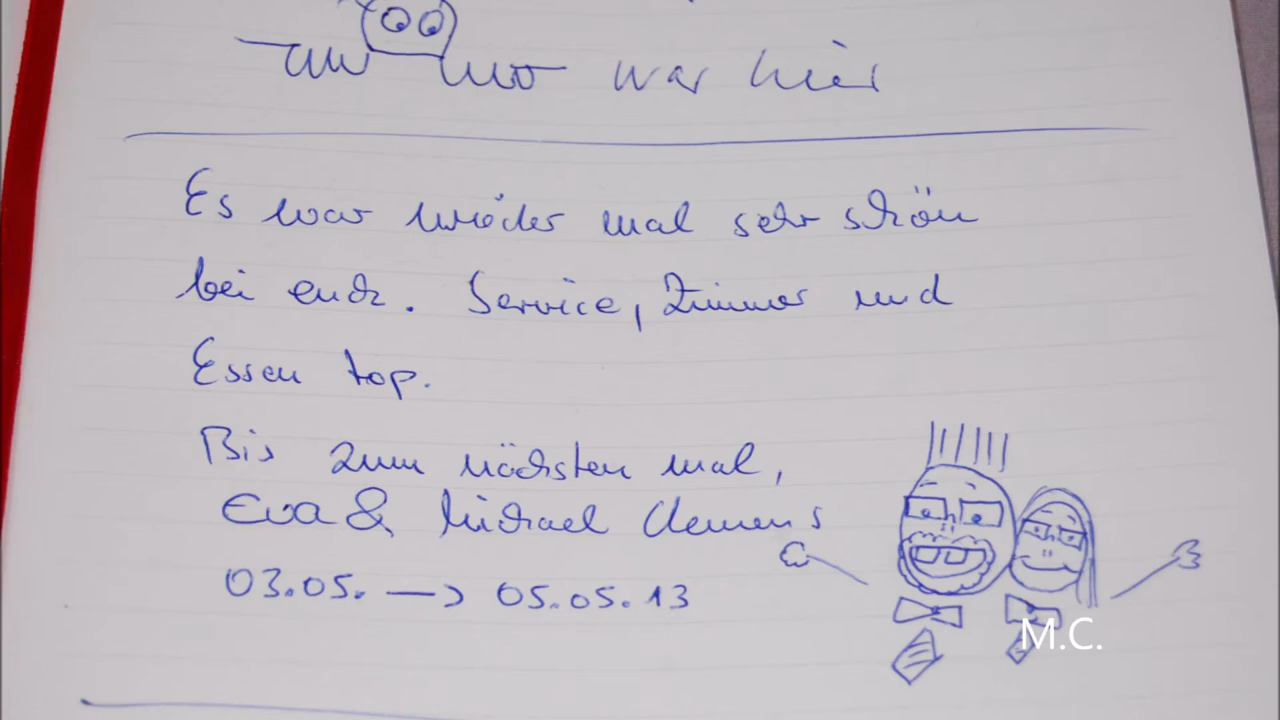 war hier
Es war wieder mal sehr schön
bei euch. Service, Zimmer und
Essen top.
Bis zum nächsten mal,
Eva & Michael Clemens
03.05. → 05.05.13
M.C.